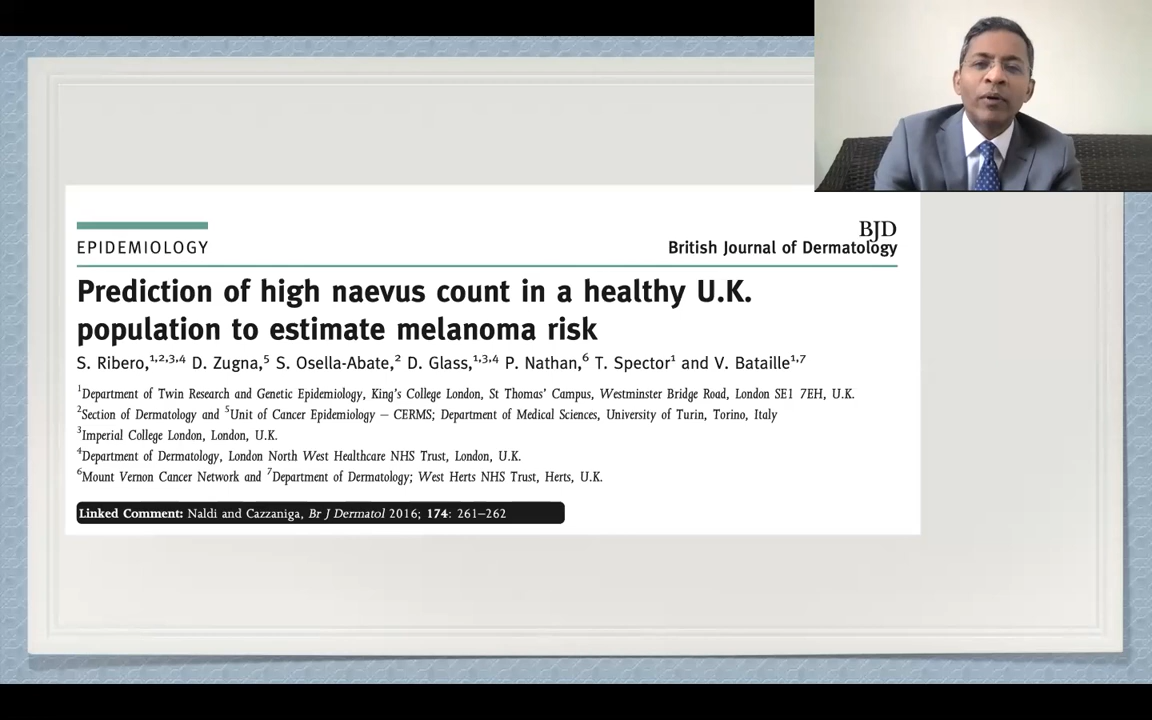 BJD
EPIDEMIOLOGY
British Journal of Dermatology
Prediction of high naevus count in a healthy U.K.
population to estimate melanoma risk
S. Ribero,1,2,3,4 D. Zugna,5 S. Osella-Abate,2 D. Glass,1,3,4 P. Nathan,6 T. Spector1 and V. Bataille1,7
1Department of Twin Research and Genetic Epidemiology, King's College London, St Thomas' Campus, Westminster Bridge Road, London SE1 7EH, U.K.
2Section of Dermatology and 5Unit of Cancer Epidemiology – CERMS; Department of Medical Sciences, University of Turin, Torino, Italy
3Imperial College London, London, U.K.
4Department of Dermatology, London North West Healthcare NHS Trust, London, U.K.
6Mount Vernon Cancer Network and 7Department of Dermatology; West Herts NHS Trust, Herts, U.K.
Linked Comment: Naldi and Cazzaniga, Br J Dermatol 2016; 174: 261–262